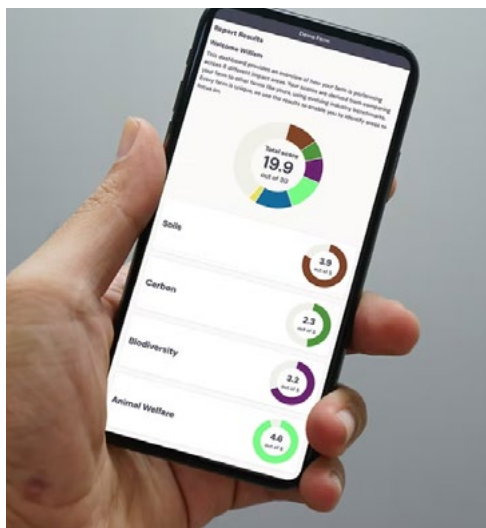 Demo Farm
Report Results
Welcome William
This dashboard provides an overview of how your farm is performing
across 6 different impact areas. Your scores are derived from comparing
your farm to other farms like yours, using evolving industry benchmarks.
Every farm is unique, we use the results to enable you to identify areas to
focus on.
Total score
19.9
out of 30
Soils
3.9
out of 5
Carbon
2.3
out of 5
Biodiversity
3.2
out of 5
Animal Welfare
4.6
out of 5